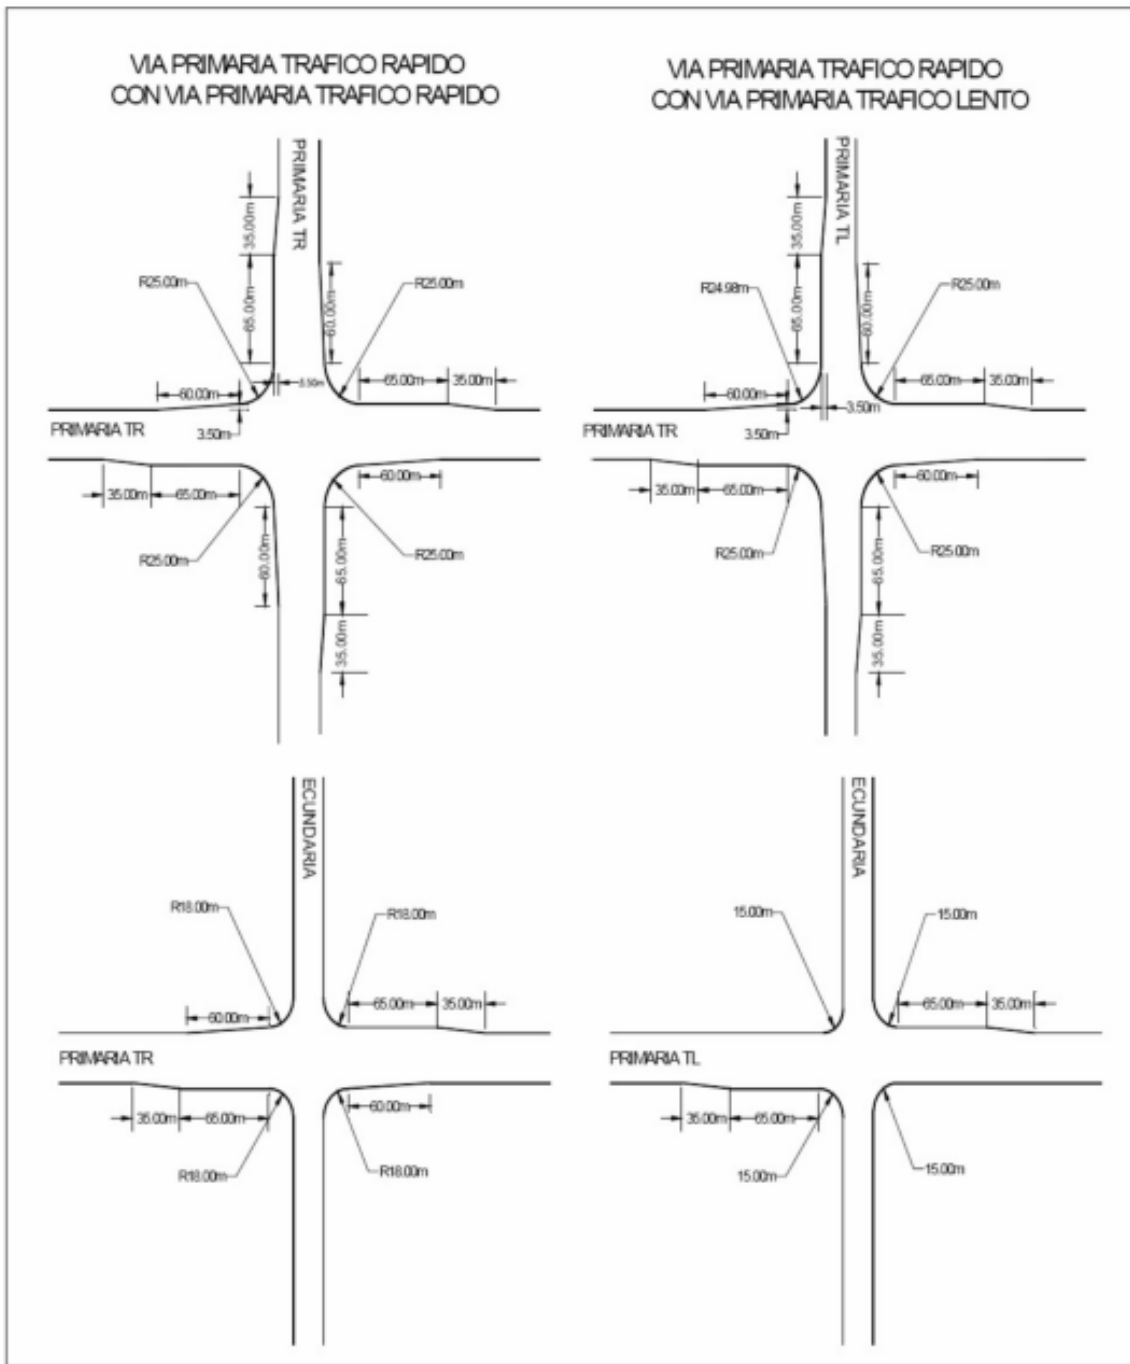 VIA PRIMARIA TRAFICO RAPIDO
CON VIA PRIMARIA TRAFICO RAPIDO
PRIMARIA TR
35.00m
65.00m
60.00m
R25.00m
R25.00m
3.50m
60.00m
65.00m
35.00m
3.50m
PRIMARIA TR
35.00m
65.00m
60.00m
60.00m
65.00m
R25.00m
R25.00m
35.00m
VIA PRIMARIA TRAFICO RAPIDO
CON VIA PRIMARIA TRAFICO LENTO
PRIMARIA TL
35.00m
65.00m
60.00m
R24.98m
R25.00m
60.00m
65.00m
35.00m
3.50m
3.50m
PRIMARIA TR
35.00m
65.00m
60.00m
65.00m
R25.00m
R25.00m
35.00m
ECUNDARIA
R18.00m
R18.00m
60.00m
65.00m
35.00m
PRIMARIA TR
35.00m
65.00m
60.00m
R18.00m
R18.00m
ECUNDARIA
15.00m
15.00m
65.00m
35.00m
PRIMARIA TL
35.00m
65.00m
15.00m
15.00m